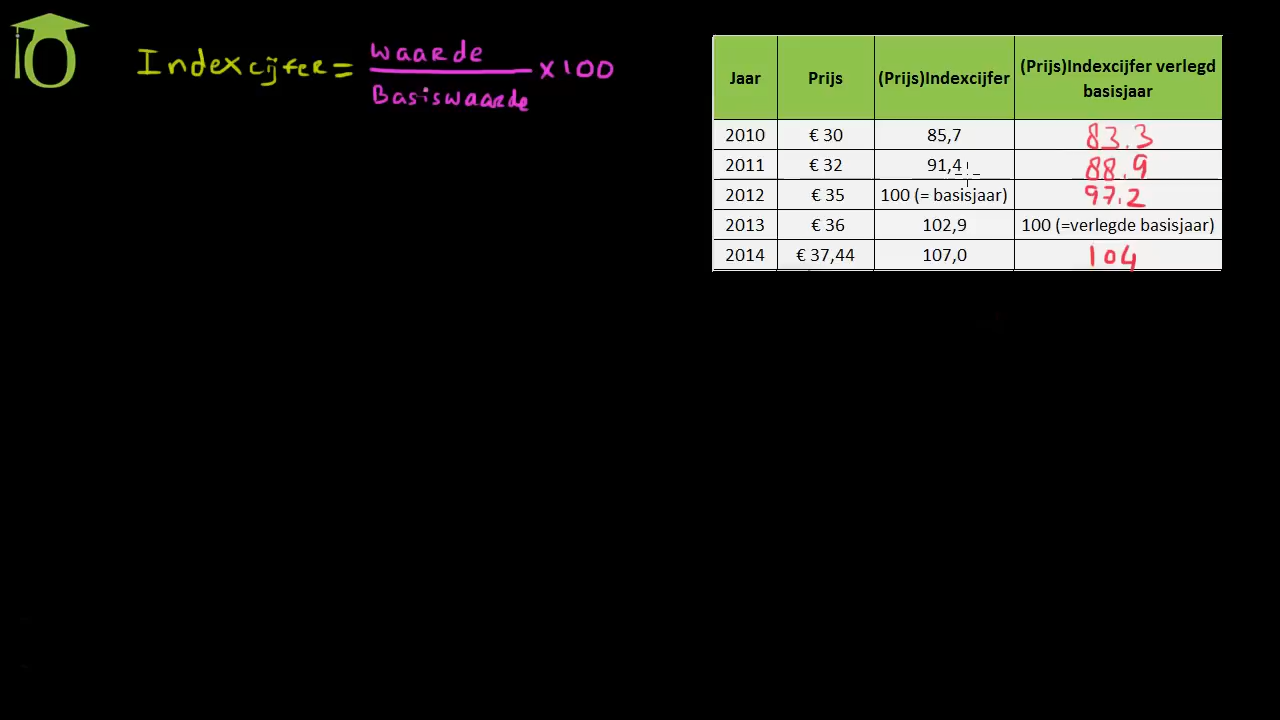 Indexcijfer = waarde / Basiswaarde x 100
Jaar Prijs (Prijs)Indexcijfer (Prijs)Indexcijfer verlegd basisjaar
2010 € 30 85,7 83.3
2011 € 32 91,4 88.9
2012 € 35 100 (= basisjaar) 97.2
2013 € 36 102,9 100 (=verlegde basisjaar)
2014 € 37,44 107,0 104